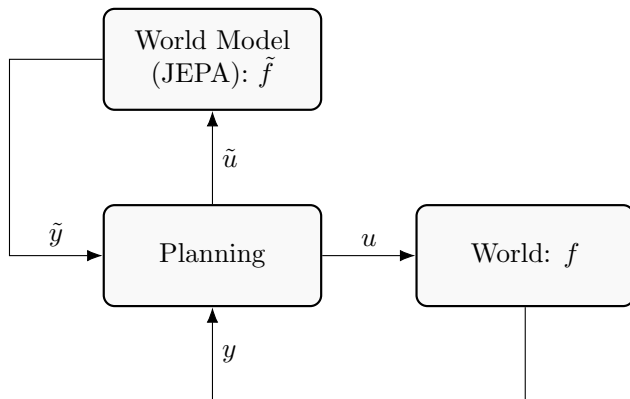 World Model
(JEPA): f̃
ũ
ỹ
Planning
u
World: f
y